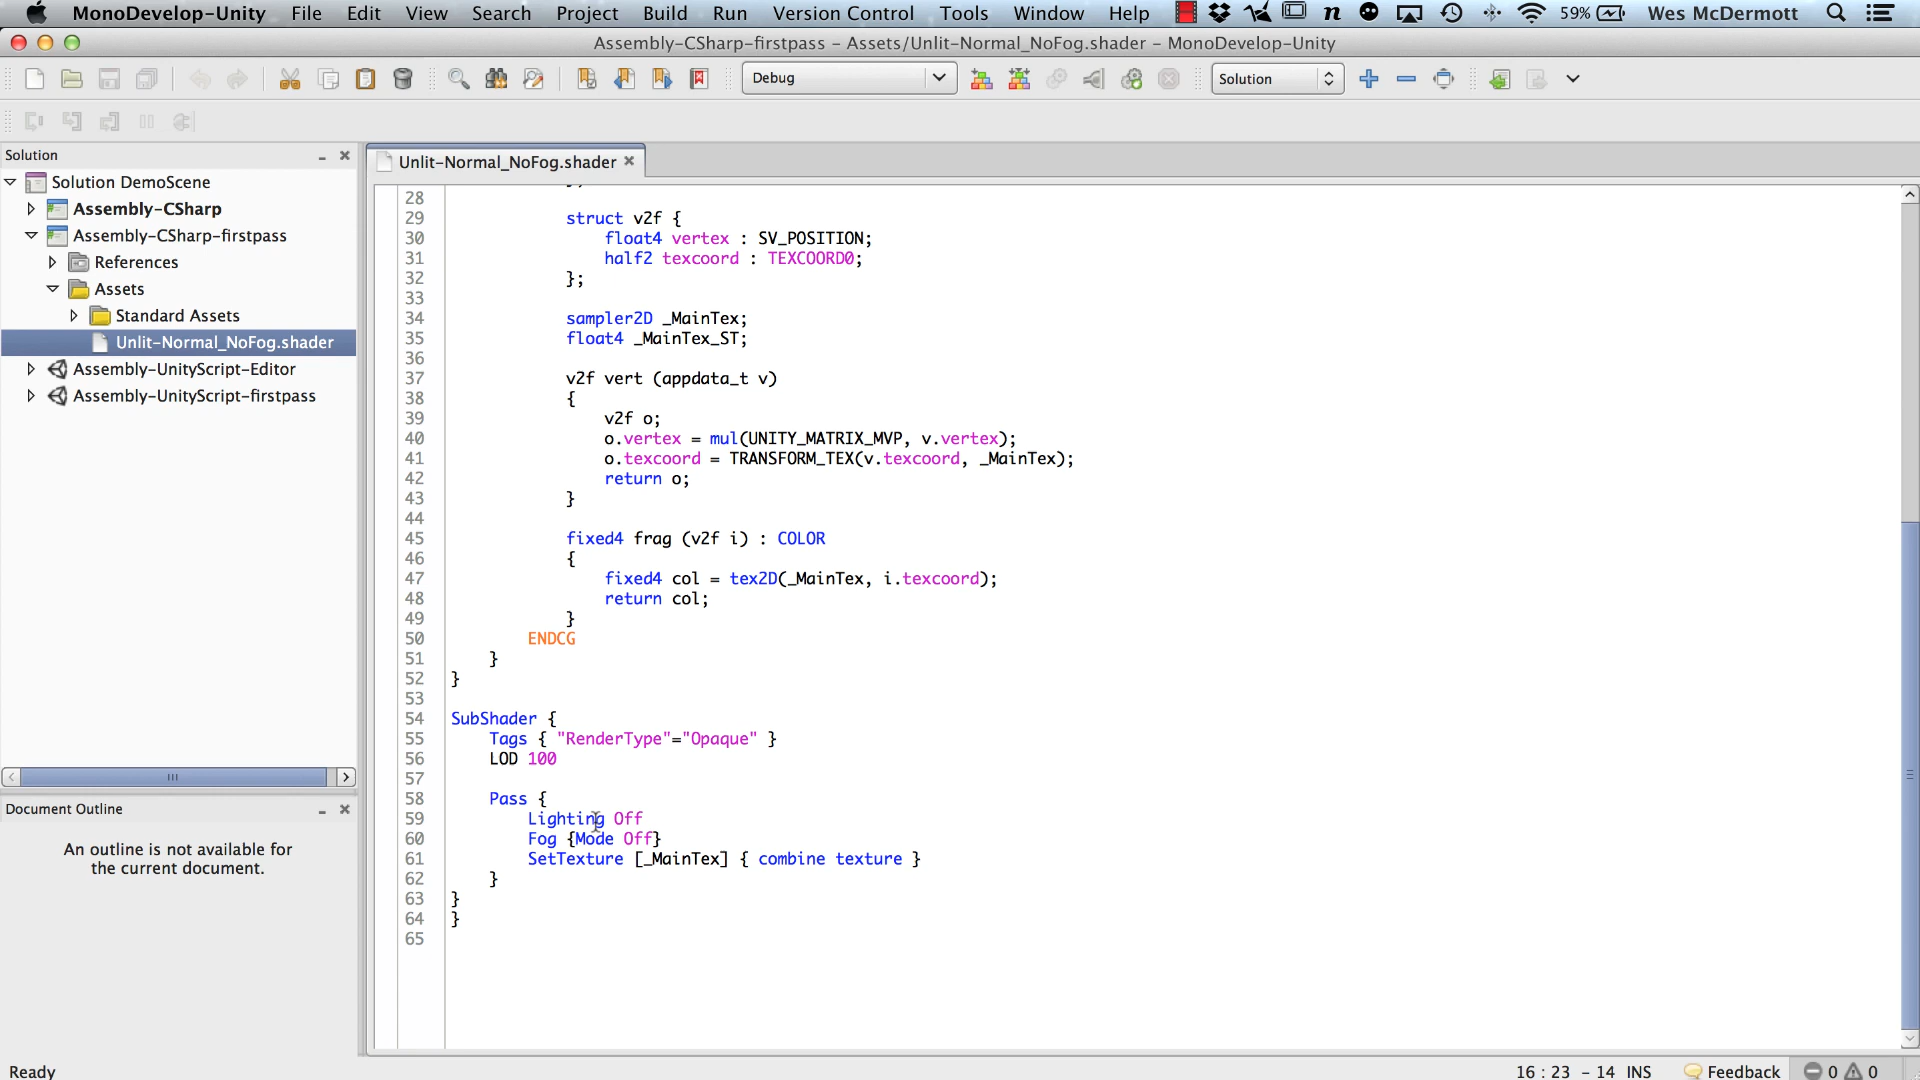 MonoDevelop-Unity File Edit View Search Project Build Run Version Control Tools Window Help 59% Wes McDermott
Assembly-CSharp-firstpass – Assets/Unlit-Normal_NoFog.shader – MonoDevelop-Unity
Debug Solution
Solution
Solution DemoScene
Assembly-CSharp
Assembly-CSharp-firstpass
References
Assets
Standard Assets
Unlit-Normal_NoFog.shader
Assembly-UnityScript-Editor
Assembly-UnityScript-firstpass
Document Outline
An outline is not available for
the current document.
Unlit-Normal_NoFog.shader
28
29 struct v2f {
30 float4 vertex : SV_POSITION;
31 half2 texcoord : TEXCOORD0;
32 };
33
34 sampler2D _MainTex;
35 float4 _MainTex_ST;
36
37 v2f vert (appdata_t v)
38 {
39 v2f o;
40 o.vertex = mul(UNITY_MATRIX_MVP, v.vertex);
41 o.texcoord = TRANSFORM_TEX(v.texcoord, _MainTex);
42 return o;
43 }
44
45 fixed4 frag (v2f i) : COLOR
46 {
47 fixed4 col = tex2D(_MainTex, i.texcoord);
48 return col;
49 }
50 ENDCG
51 }
52 }
53
54 SubShader {
55 Tags { "RenderType"="Opaque" }
56 LOD 100
57
58 Pass {
59 Lighting Off
60 Fog {Mode Off}
61 SetTexture [_MainTex] { combine texture }
62 }
63 }
64 }
65
Ready 16 : 23 - 14 INS Feedback 0 0